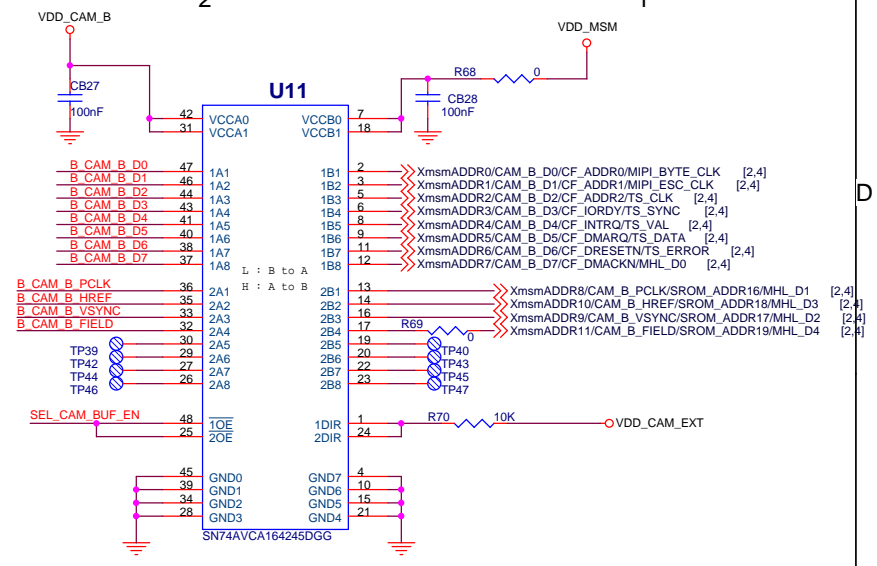 2 1
VDD_CAM_B
VDD_MSM
R68 0
CB27
U11
CB28
100nF
100nF
42 VCCA0 VCCB0 7
31 VCCA1 VCCB1 18
B_CAM_B_D0 47 1A1 1B1 2 XmsmADDR0/CAM_B_D0/CF_ADDR0/MIPI_BYTE_CLK [2,4]
B_CAM_B_D1 46 1A2 1B2 3 XmsmADDR1/CAM_B_D1/CF_ADDR1/MIPI_ESC_CLK [2,4]
B_CAM_B_D2 44 1A3 1B3 5 XmsmADDR2/CAM_B_D2/CF_ADDR2/TS_CLK [2,4]
B_CAM_B_D3 43 1A4 1B4 6 XmsmADDR3/CAM_B_D3/CF_IORDY/TS_SYNC [2,4]
B_CAM_B_D4 41 1A5 1B5 8 XmsmADDR4/CAM_B_D4/CF_INTRQ/TS_VAL [2,4]
B_CAM_B_D5 40 1A6 1B6 9 XmsmADDR5/CAM_B_D5/CF_DMARQ/TS_DATA [2,4]
B_CAM_B_D6 38 1A7 1B7 11 XmsmADDR6/CAM_B_D6/CF_DRESETN/TS_ERROR [2,4]
B_CAM_B_D7 37 1A8 1B8 12 XmsmADDR7/CAM_B_D7/CF_DMACKN/MHL_D0 [2,4]
D
L : B to A
H : A to B
B_CAM_B_PCLK 36 2A1 2B1 13 XmsmADDR8/CAM_B_PCLK/SROM_ADDR16/MHL_D1 [2,4]
B_CAM_B_HREF 35 2A2 2B2 14 XmsmADDR10/CAM_B_HREF/SROM_ADDR18/MHL_D3 [2,4]
B_CAM_B_VSYNC 33 2A3 2B3 16 XmsmADDR9/CAM_B_VSYNC/SROM_ADDR17/MHL_D2 [2,4]
B_CAM_B_FIELD 32 2A4 2B4 17 R69 0 XmsmADDR11/CAM_B_FIELD/SROM_ADDR19/MHL_D4 [2,4]
TP39 30 2A5 2B5 19 TP40
TP42 29 2A6 2B6 20 TP43
TP44 27 2A7 2B7 22 TP45
TP46 26 2A8 2B8 23 TP47
SEL_CAM_BUF_EN 48 1OE 1DIR 1 R70 10K VDD_CAM_EXT
25 2OE 2DIR 24
45 GND0 GND7 4
39 GND1 GND6 10
34 GND2 GND5 15
28 GND3 GND4 21
SN74AVCA164245DGG